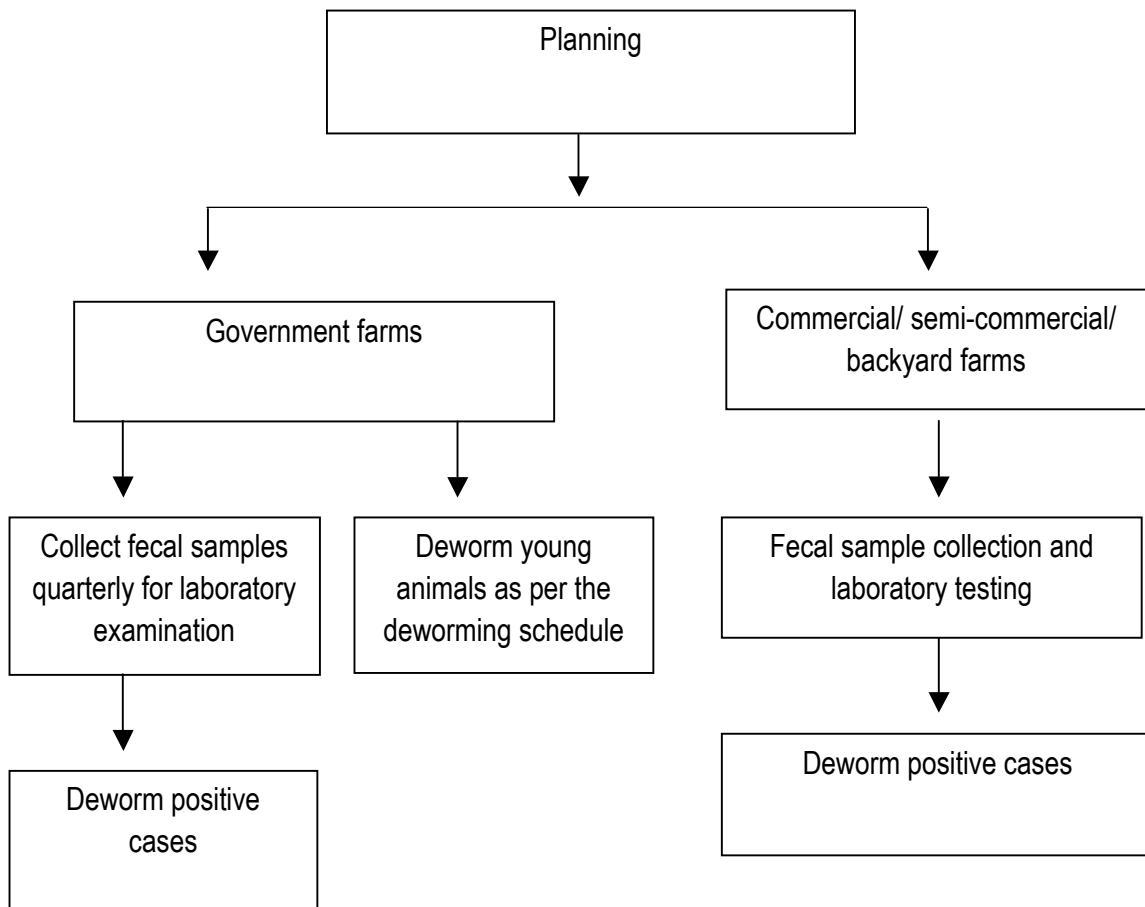 Planning
Government farms
Commercial/ semi-commercial/
backyard farms
Collect fecal samples
quarterly for laboratory
examination
Deworm young
animals as per the
deworming schedule
Fecal sample collection and
laboratory testing
Deworm positive
cases
Deworm positive cases